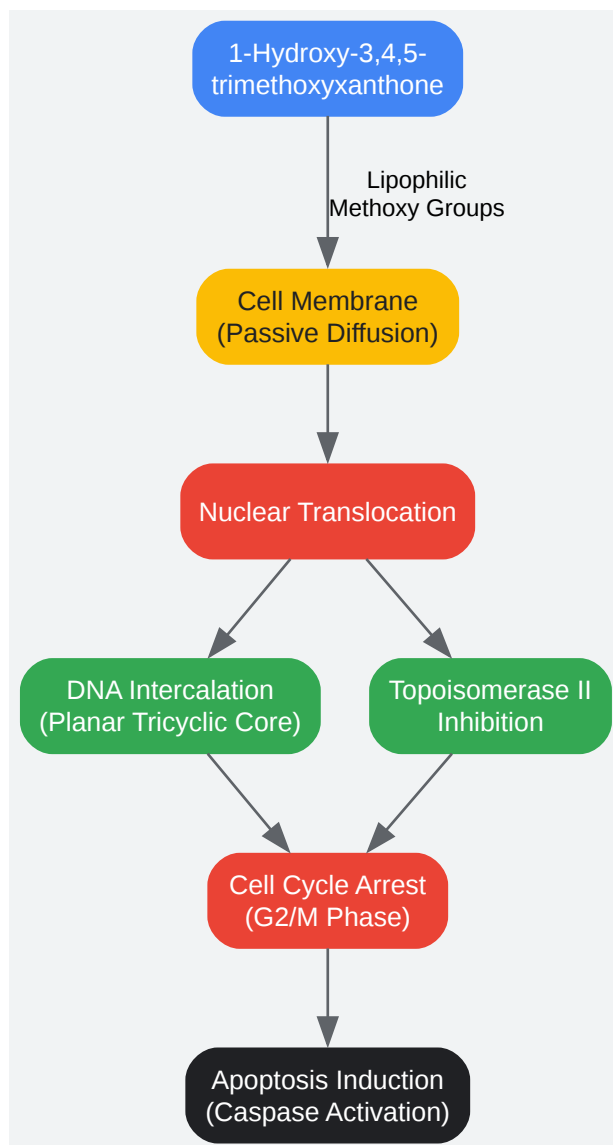 1-Hydroxy-3,4,5-
trimethoxyxanthone
Lipophilic
Methoxy Groups
Cell Membrane
(Passive Diffusion)
Nuclear Translocation
DNA Intercalation
(Planar Tricyclic Core)
Topoisomerase II
Inhibition
Cell Cycle Arrest
(G2/M Phase)
Apoptosis Induction
(Caspase Activation)